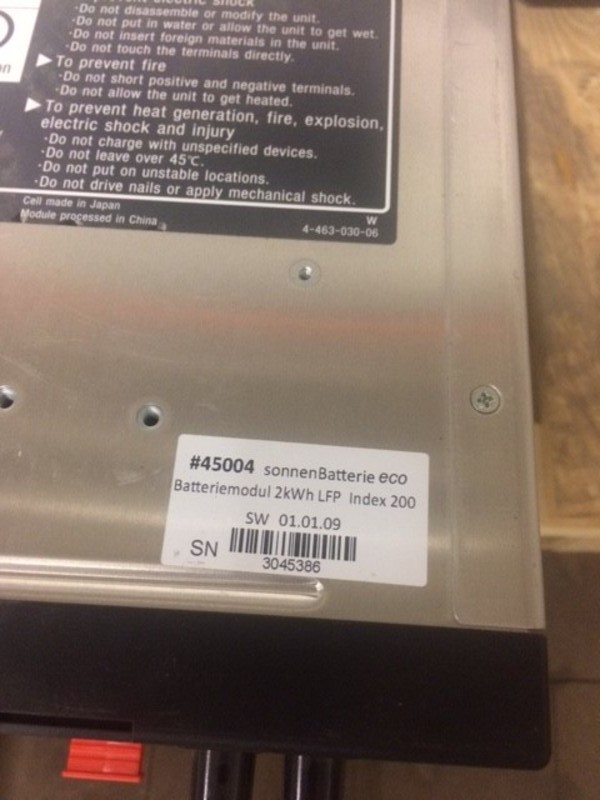 electric shock
·Do not disassemble or modify the unit.
·Do not put in water or allow the unit to get wet.
·Do not insert foreign materials in the unit.
·Do not touch the terminals directly.
▶To prevent fire
·Do not short positive and negative terminals.
·Do not allow the unit to get heated.
▶To prevent heat generation, fire, explosion,
electric shock and injury
·Do not charge with unspecified devices.
·Do not leave over 45℃.
·Do not put on unstable locations.
·Do not drive nails or apply mechanical shock.
Cell made in Japan
Module processed in China
W
4-463-030-06
#45004 sonnenBatterie eco
Batteriemodul 2kWh LFP Index 200
SW 01.01.09
SN
3045386